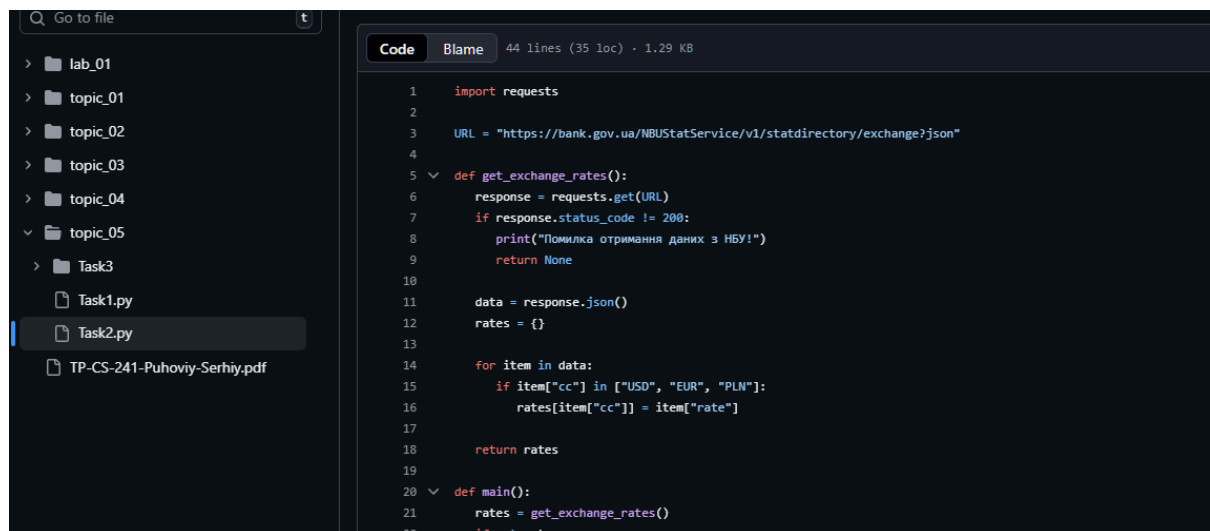 Go to file
t
lab_01
topic_01
topic_02
topic_03
topic_04
topic_05
Task3
Task1.py
Task2.py
TP-CS-241-Puhoviy-Serhiy.pdf
Code Blame 44 lines (35 loc) · 1.29 KB
1 import requests
2
3 URL = "https://bank.gov.ua/NBUStatService/v1/statdirectory/exchange?json"
4
5 def get_exchange_rates():
6 response = requests.get(URL)
7 if response.status_code != 200:
8 print("Помилка отримання даних з НБУ!")
9 return None
10
11 data = response.json()
12 rates = {}
13
14 for item in data:
15 if item["cc"] in ["USD", "EUR", "PLN"]:
16 rates[item["cc"]] = item["rate"]
17
18 return rates
19
20 def main():
21 rates = get_exchange_rates()